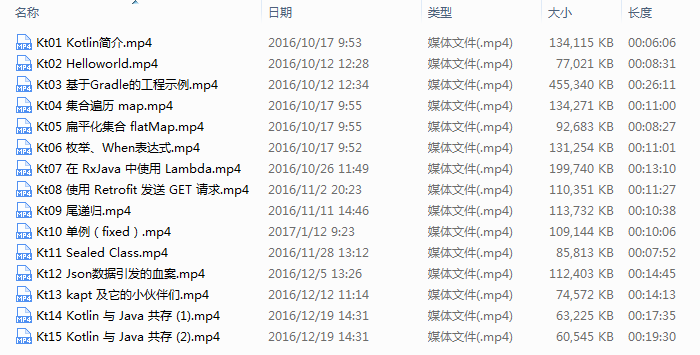 名称 日期 类型 大小 长度
Kt01 Kotlin简介.mp4 2016/10/17 9:53 媒体文件(.mp4) 134,115 KB 00:06:06
Kt02 Helloworld.mp4 2016/10/12 12:28 媒体文件(.mp4) 77,021 KB 00:08:31
Kt03 基于Gradle的工程示例.mp4 2016/10/12 12:34 媒体文件(.mp4) 455,340 KB 00:26:11
Kt04 集合遍历 map.mp4 2016/10/17 9:55 媒体文件(.mp4) 134,271 KB 00:11:00
Kt05 扁平化集合 flatMap.mp4 2016/10/17 9:55 媒体文件(.mp4) 92,683 KB 00:08:27
Kt06 枚举、When表达式.mp4 2016/10/17 9:52 媒体文件(.mp4) 131,254 KB 00:11:01
Kt07 在 RxJava 中使用 Lambda.mp4 2016/10/26 11:49 媒体文件(.mp4) 199,740 KB 00:13:10
Kt08 使用 Retrofit 发送 GET 请求.mp4 2016/11/2 20:23 媒体文件(.mp4) 110,351 KB 00:11:27
Kt09 尾递归.mp4 2016/11/11 14:46 媒体文件(.mp4) 113,732 KB 00:10:38
Kt10 单例（fixed）.mp4 2017/1/12 9:23 媒体文件(.mp4) 109,144 KB 00:10:06
Kt11 Sealed Class.mp4 2016/11/28 13:12 媒体文件(.mp4) 85,813 KB 00:07:52
Kt12 Json数据引发的血案.mp4 2016/12/5 13:26 媒体文件(.mp4) 112,403 KB 00:14:45
Kt13 kapt 及它的小伙伴们.mp4 2016/12/12 11:14 媒体文件(.mp4) 74,572 KB 00:14:13
Kt14 Kotlin 与 Java 共存 (1).mp4 2016/12/19 14:31 媒体文件(.mp4) 63,225 KB 00:17:35
Kt15 Kotlin 与 Java 共存 (2).mp4 2016/12/19 14:31 媒体文件(.mp4) 60,545 KB 00:19:30